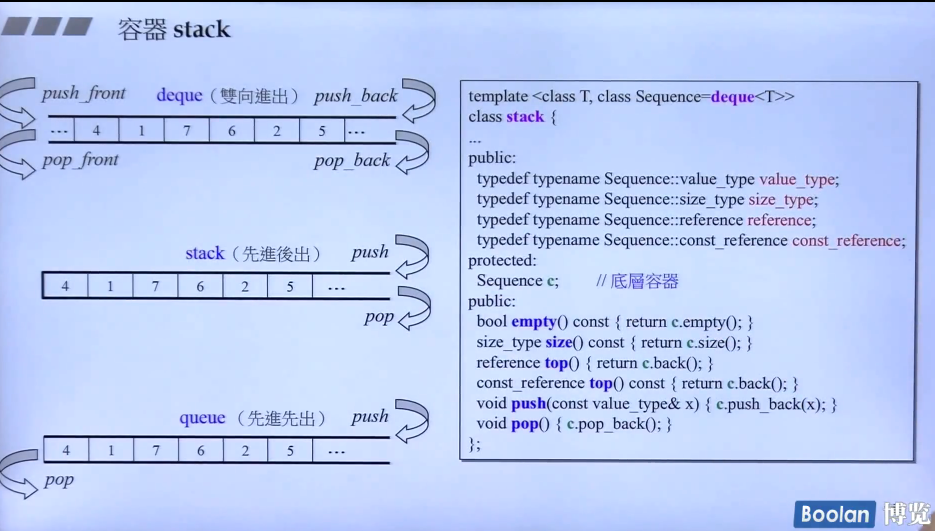 容器 stack
push_front deque（雙向進出） push_back
... 4 1 7 6 2 5 ...
pop_front pop_back
stack（先進後出） push
4 1 7 6 2 5 ...
pop
queue（先進先出） push
4 1 7 6 2 5 ...
pop
template <class T, class Sequence=deque<T>>
class stack {
...
public:
typedef typename Sequence::value_type value_type;
typedef typename Sequence::size_type size_type;
typedef typename Sequence::reference reference;
typedef typename Sequence::const_reference const_reference;
protected:
Sequence c; // 底層容器
public:
bool empty() const { return c.empty(); }
size_type size() const { return c.size(); }
reference top() { return c.back(); }
const_reference top() const { return c.back(); }
void push(const value_type& x) { c.push_back(x); }
void pop() { c.pop_back(); }
};
Boolan 博览